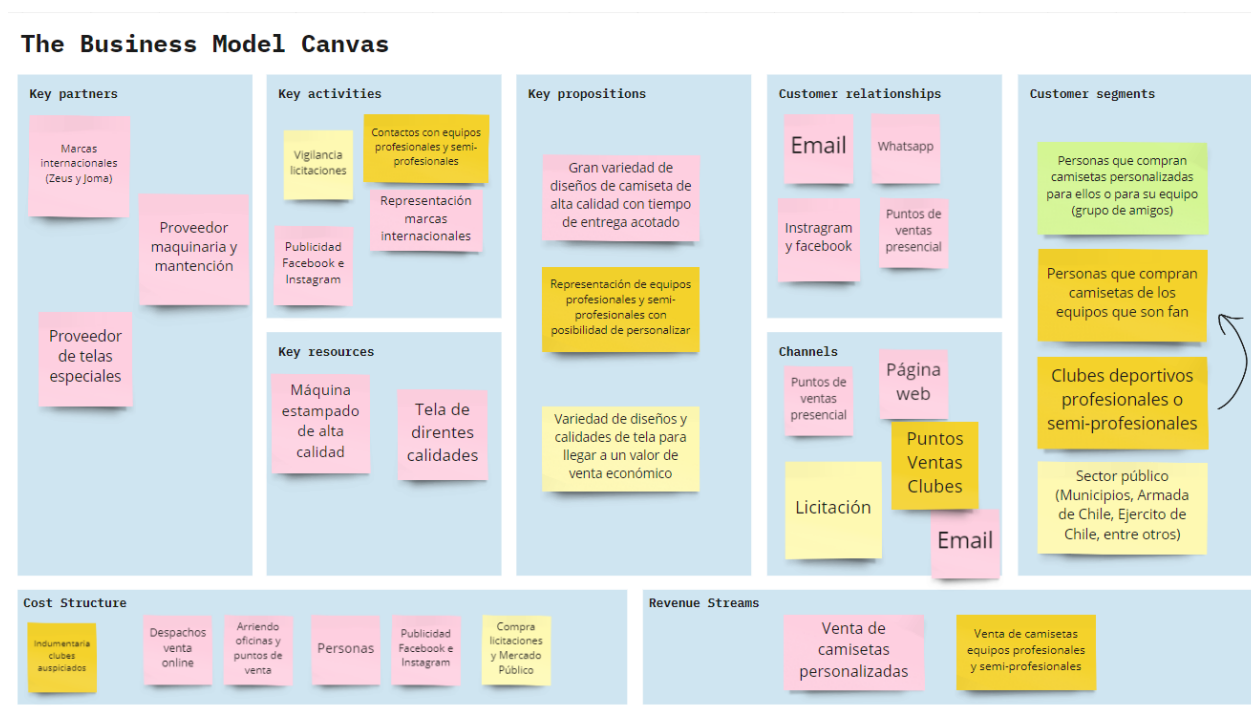 The Business Model Canvas
Key partners
Marcas
internacionales
(Zeus y Joma)
Proveedor
maquinaria y
mantención
Proveedor
de telas
especiales
Key activities
Vigilancia
licitaciones
Contactos con equipos
profesionales y semi-
profesionales
Representación
marcas
internacionales
Publicidad
Facebook e
Instagram
Key resources
Máquina
estampado
de alta
calidad
Tela de
direntes
calidades
Key propositions
Gran variedad de
diseños de camiseta de
alta calidad con tiempo
de entrega acotado
Representación de equipos
profesionales y semi-
profesionales con
posibilidad de personalizar
Variedad de diseños y
calidades de tela para
llegar a un valor de
venta económico
Customer relationships
Email
Whatsapp
Instragram
y facebook
Puntos de
ventas
presencial
Channels
Puntos de
ventas
presencial
Página
web
Puntos
Ventas
Clubes
Licitación
Email
Customer segments
Personas que compran
camisetas personalizadas
para ellos o para su equipo
(grupo de amigos)
Personas que compran
camisetas de los
equipos que son fan
Clubes deportivos
profesionales o
semi-profesionales
Sector público
(Municipios, Armada
de Chile, Ejercito de
Chile, entre otros)
Cost Structure
Indumentaria
clubes
auspiciados
Despachos
venta
online
Arriendo
oficinas y
puntos de
venta
Personas
Publicidad
Facebook e
Instagram
Compra
licitaciones
y Mercado
Público
Revenue Streams
Venta de
camisetas
personalizadas
Venta de camisetas
equipos profesionales
y semi-profesionales